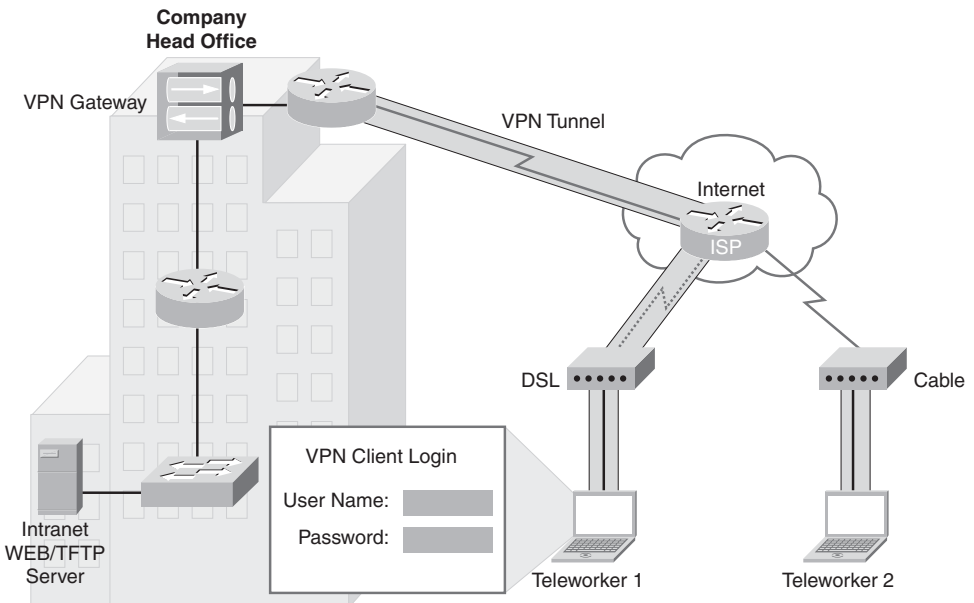 Company
Head Office
VPN Gateway
VPN Tunnel
Internet
ISP
DSL
Cable
VPN Client Login
User Name:
Password:
Intranet
WEB/TFTP
Server
Teleworker 1
Teleworker 2